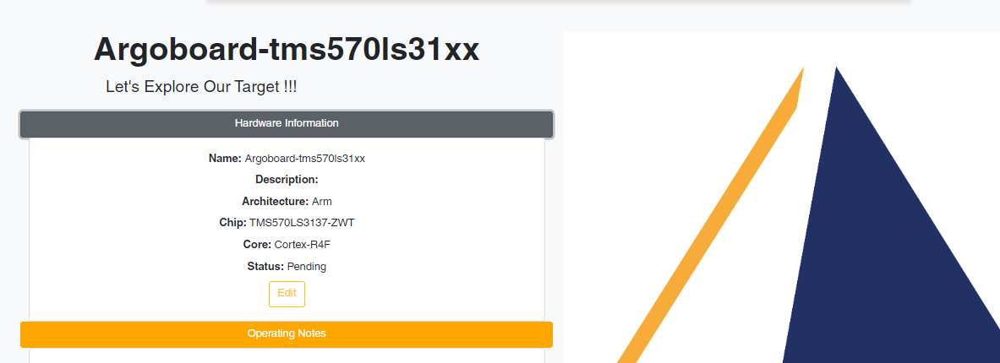 Argoboard-tms570ls31xx
Let's Explore Our Target !!!
Hardware Information
Name: Argoboard-tms570ls31xx
Description:
Architecture: Arm
Chip: TMS570LS3137-ZWT
Core: Cortex-R4F
Status: Pending
Edit
Operating Notes